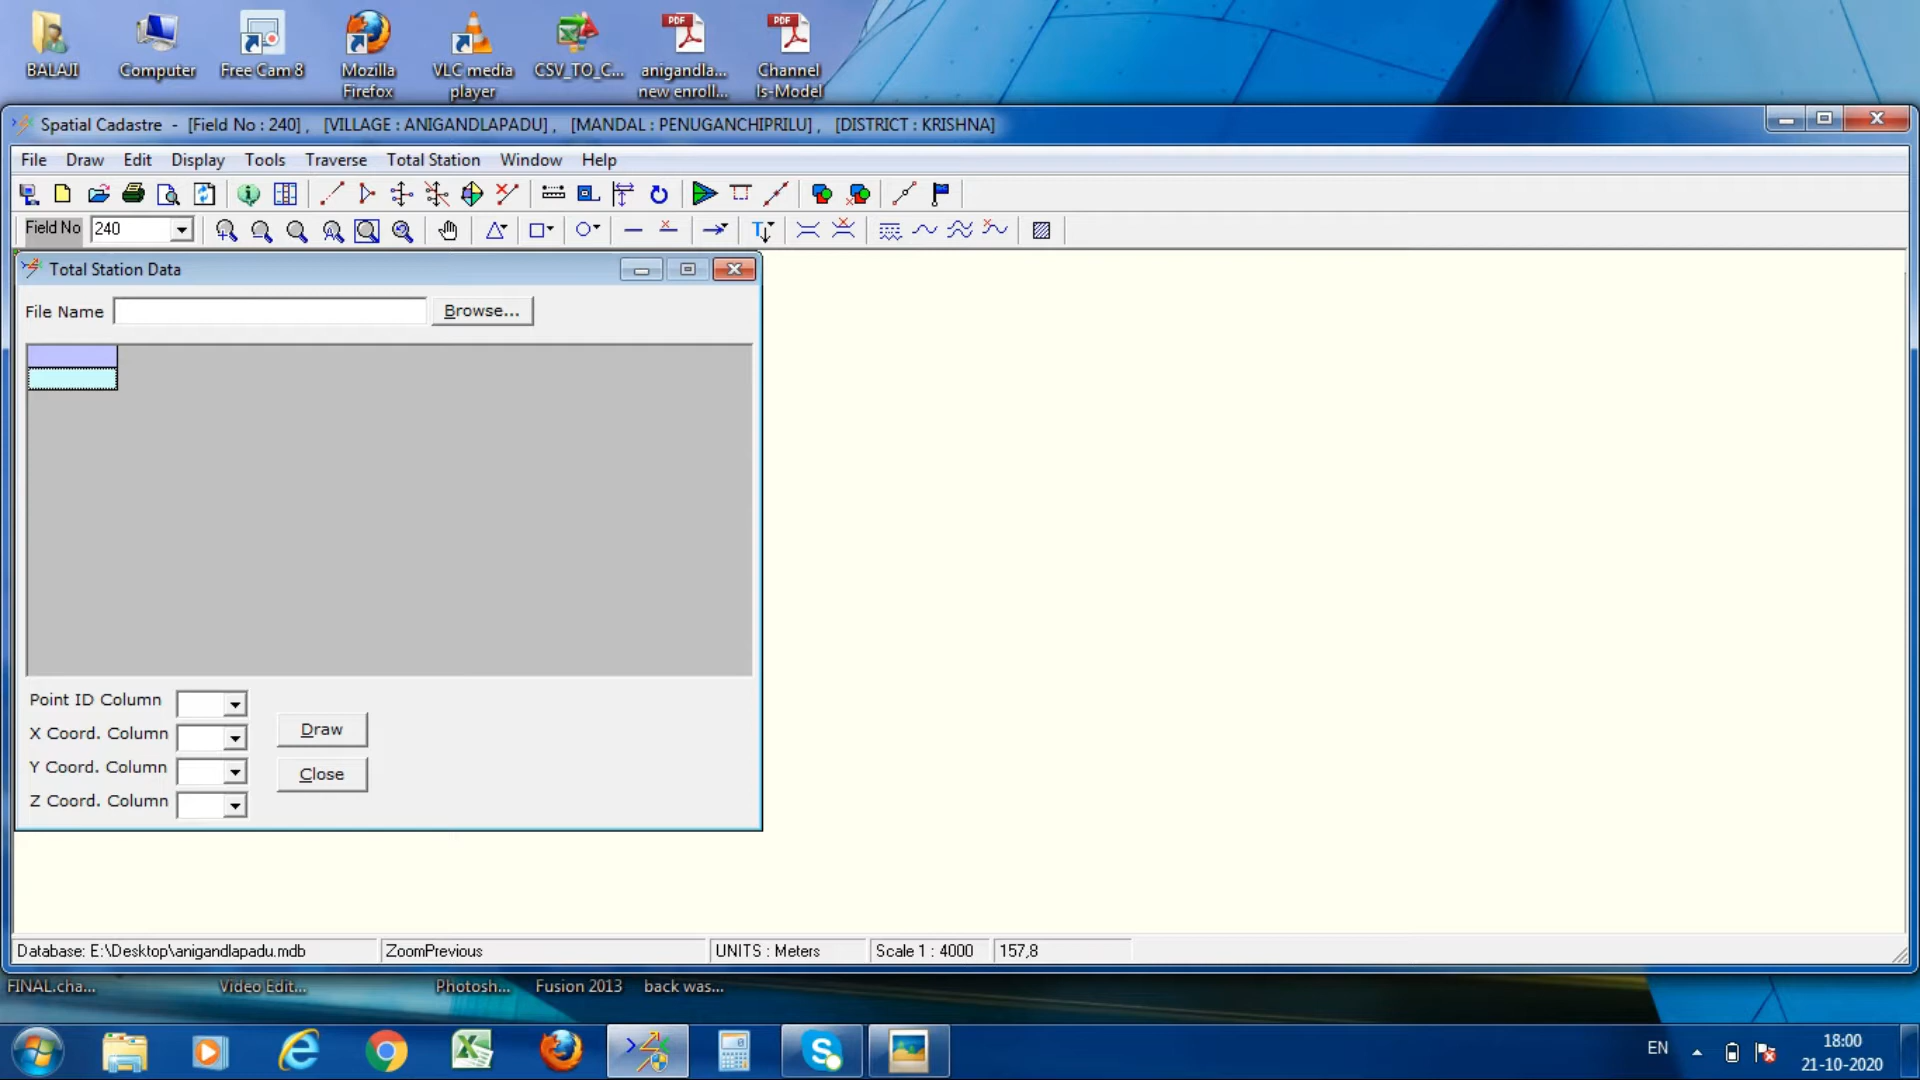 BALAJI
Computer
Free Cam 8
Mozilla
Firefox
VLC media
player
CSV_TO_C...
anigandla...
new enroll...
Channel
ls-Model
Spatial Cadastre - [Field No : 240] , [VILLAGE : ANIGANDLAPADU] , [MANDAL : PENUGANCHIPRILU] , [DISTRICT : KRISHNA]
File Draw Edit Display Tools Traverse Total Station Window Help
Field No 240
Total Station Data
File Name Browse...
Point ID Column
X Coord. Column
Y Coord. Column
Z Coord. Column
Draw
Close
Database: E:\Desktop\anigandlapadu.mdb ZoomPrevious UNITS : Meters Scale 1 : 4000 157,8
FINAL.cha... Video Edit... Photosh... Fusion 2013 back was...
EN
18:00
21-10-2020